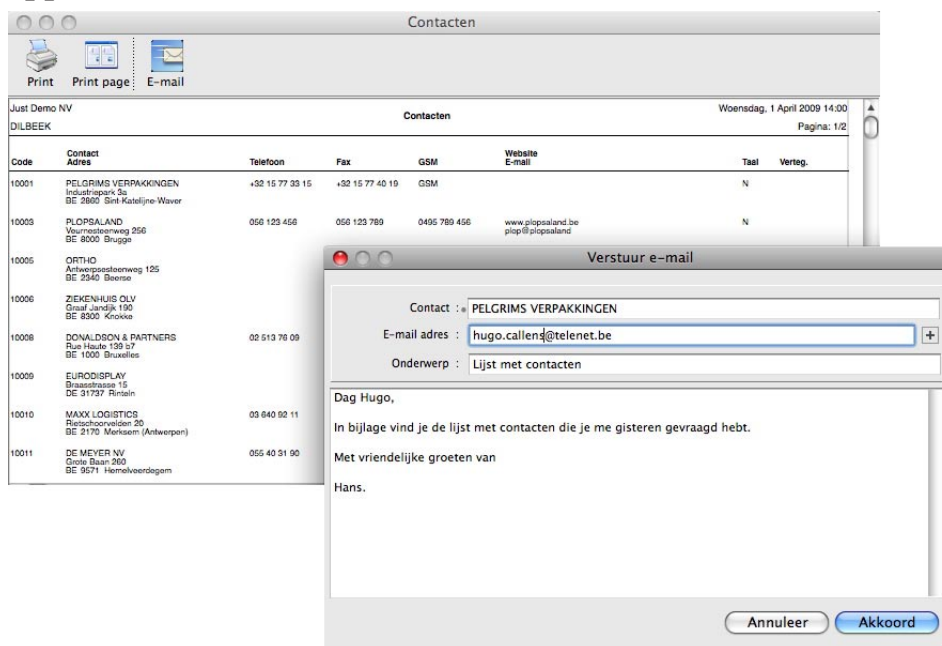 Contacten
Print Print page E-mail
Just Demo NV Woensdag, 1 April 2009 14:00
Contacten
DILBEEK Pagina: 1/2
Contact Website
Code Adres Telefoon Fax GSM E-mail Taal Verteg.
10001 PELGRIMS VERPAKKINGEN +32 15 77 33 15 +32 15 77 40 19 GSM N
Industriepark 3a
BE 2860 Sint-Katelijne-Waver
10003 PLOPSALAND 056 123 456 056 123 789 0495 789 456 www.plopsaland.be N
Veurnesteenweg 256 plop@plopsaland
BE 8000 Brugge
10005 ORTHO
Antwerpsesteenweg 125
BE 2340 Beerse
10006 ZIEKENHUIS OLV
Graaf Jandijk 190
BE 8300 Knokke
10008 DONALDSON & PARTNERS 02 513 76 09
Rue Haute 139 b7
BE 1000 Bruxelles
10009 EURODISPLAY
Braasstrasse 15
DE 31737 Rinteln
10010 MAXX LOGISTICS 03 640 92 11
Rietschoorvelden 20
BE 2170 Merksem (Antwerpen)
10011 DE MEYER NV 055 40 31 90
Grote Baan 260
BE 9571 Hemelveerdegem
Verstuur e-mail
Contact : PELGRIMS VERPAKKINGEN
E-mail adres : hugo.callens@telenet.be +
Onderwerp : Lijst met contacten
Dag Hugo,
In bijlage vind je de lijst met contacten die je me gisteren gevraagd hebt.
Met vriendelijke groeten van
Hans.
Annuleer Akkoord